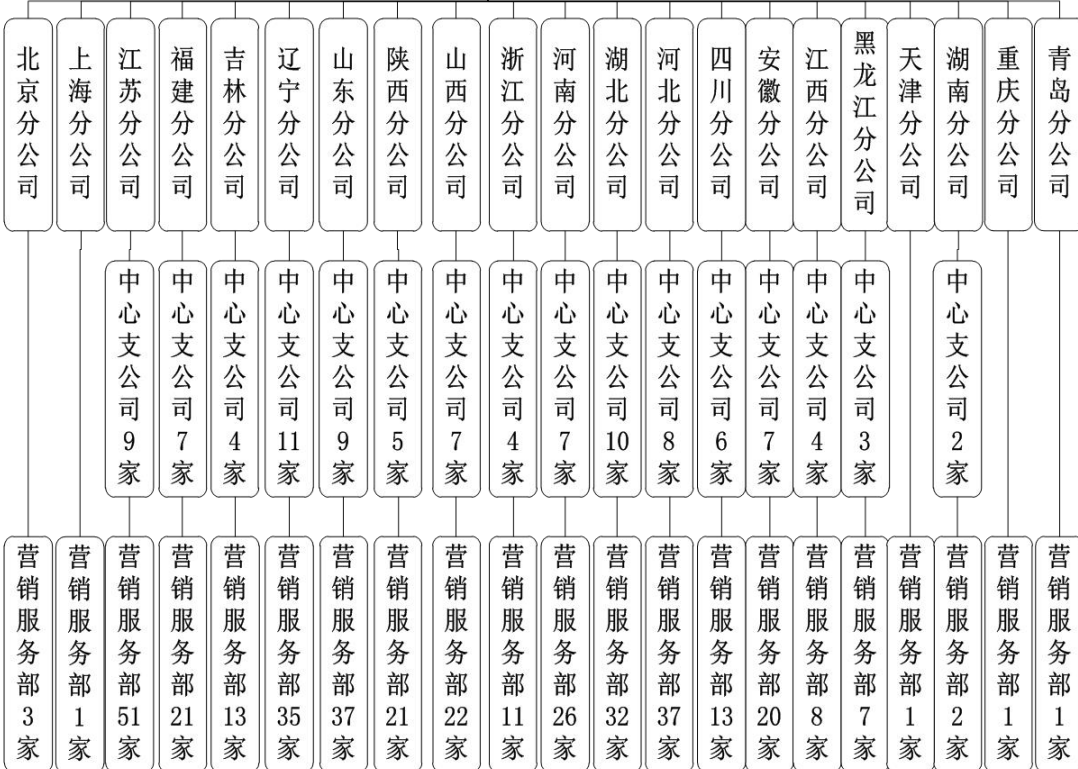 北京分公司
上海分公司
江苏分公司
福建分公司
吉林分公司
辽宁分公司
山东分公司
陕西分公司
山西分公司
浙江分公司
河南分公司
湖北分公司
河北分公司
四川分公司
安徽分公司
江西分公司
黑龙江分公司
天津分公司
湖南分公司
重庆分公司
青岛分公司
中心支公司9家
中心支公司7家
中心支公司4家
中心支公司11家
中心支公司9家
中心支公司5家
中心支公司7家
中心支公司4家
中心支公司7家
中心支公司10家
中心支公司8家
中心支公司6家
中心支公司7家
中心支公司4家
中心支公司3家
中心支公司2家
营销服务部3家
营销服务部1家
营销服务部51家
营销服务部21家
营销服务部13家
营销服务部35家
营销服务部37家
营销服务部21家
营销服务部22家
营销服务部11家
营销服务部26家
营销服务部32家
营销服务部37家
营销服务部13家
营销服务部20家
营销服务部8家
营销服务部7家
营销服务部1家
营销服务部2家
营销服务部1家
营销服务部1家